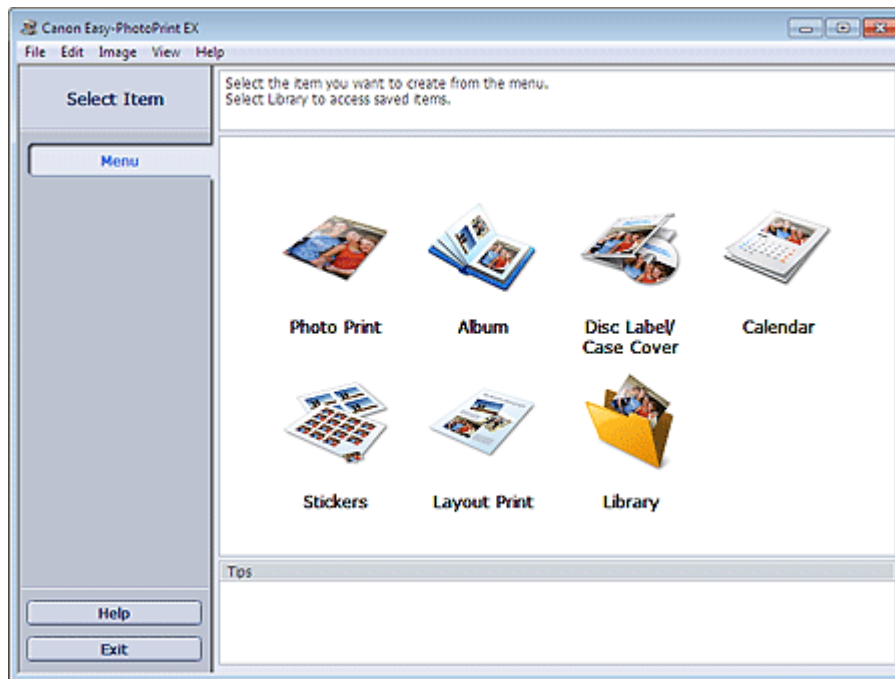 Canon Easy-PhotoPrint EX
File Edit Image View Help
Select Item
Select the item you want to create from the menu.
Select Library to access saved items.
Menu
Photo Print
Album
Disc Label/
Case Cover
Calendar
Stickers
Layout Print
Library
Tips
Help
Exit